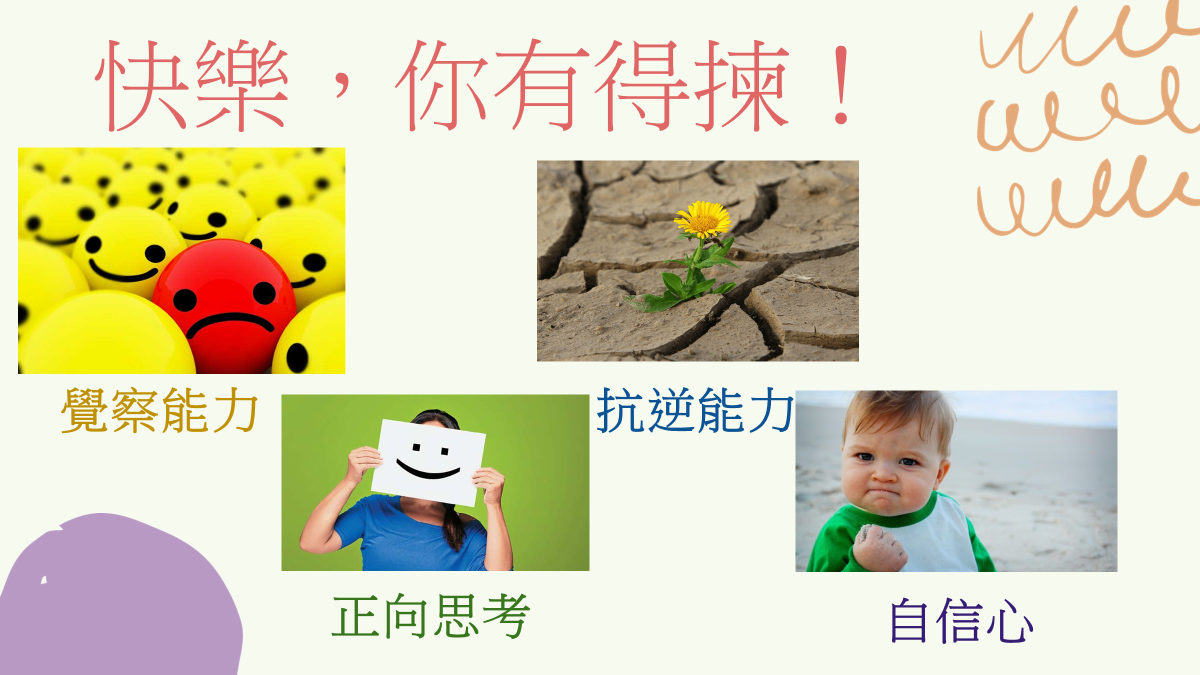 快樂，你有得揀！
覺察能力
抗逆能力
正向思考
自信心